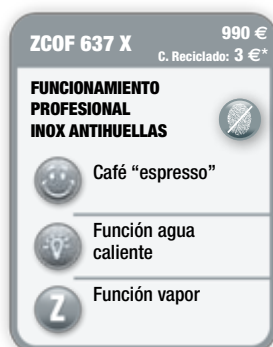 ZCOF 637 X
990 €
C. Reciclado: 3 €*
FUNCIONAMIENTO
PROFESIONAL
INOX ANTIHUELLAS
Café “espresso”
Función agua
caliente
Z
Función vapor